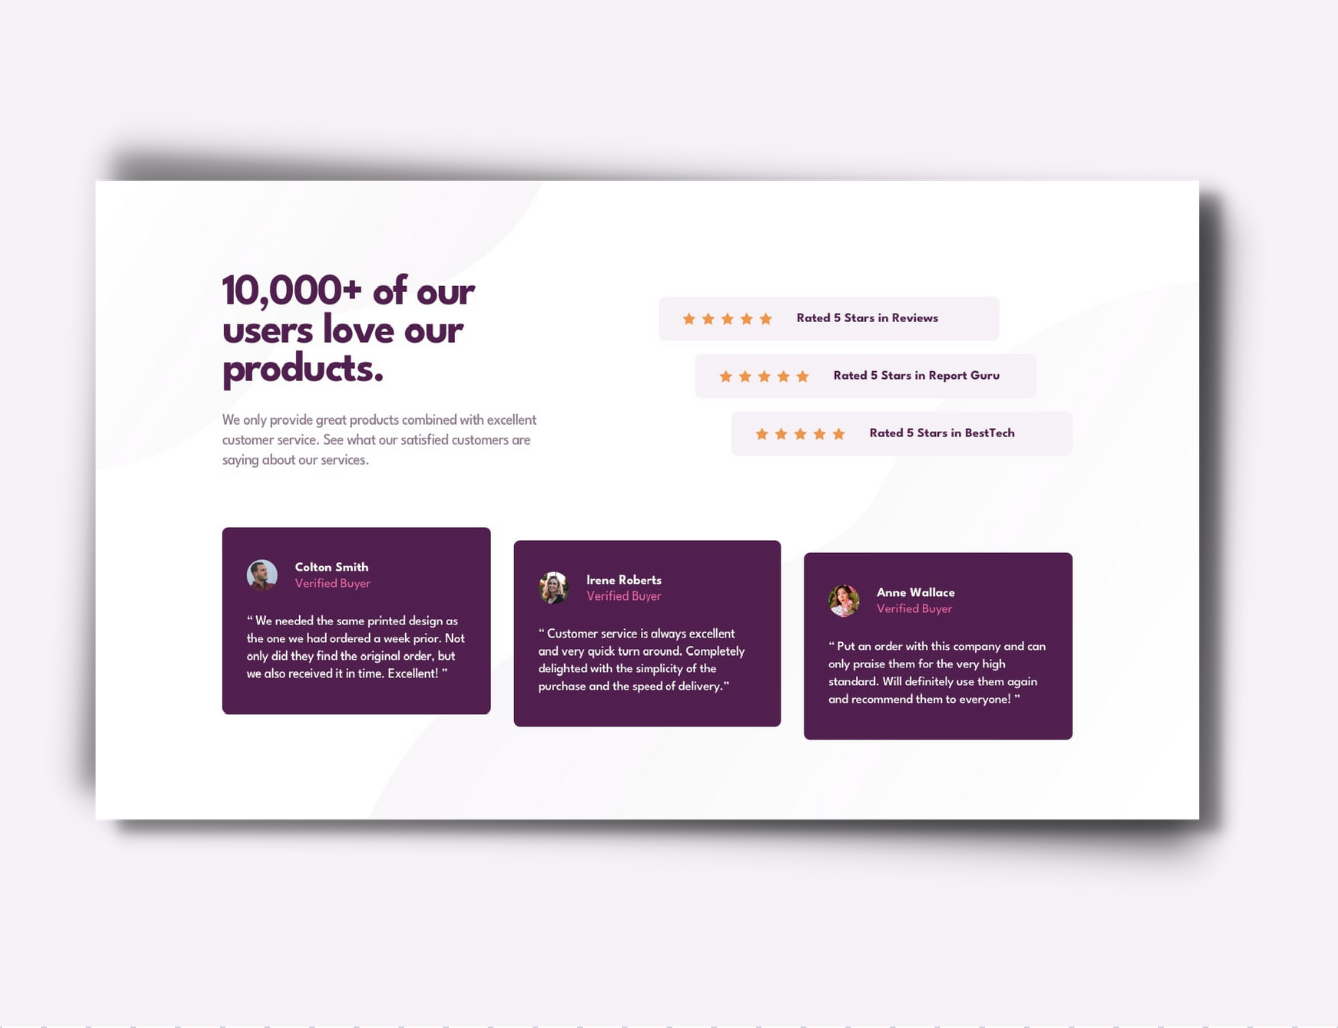 10,000+ of our
users love our
products.
We only provide great products combined with excellent
customer service. See what our satisfied customers are
saying about our services.
Rated 5 Stars in Reviews
Rated 5 Stars in Report Guru
Rated 5 Stars in BestTech
Colton Smith
Verified Buyer
“ We needed the same printed design as
the one we had ordered a week prior. Not
only did they find the original order, but
we also received it in time. Excellent! ”
Irene Roberts
Verified Buyer
“ Customer service is always excellent
and very quick turn around. Completely
delighted with the simplicity of the
purchase and the speed of delivery.”
Anne Wallace
Verified Buyer
“ Put an order with this company and can
only praise them for the very high
standard. Will definitely use them again
and recommend them to everyone! ”